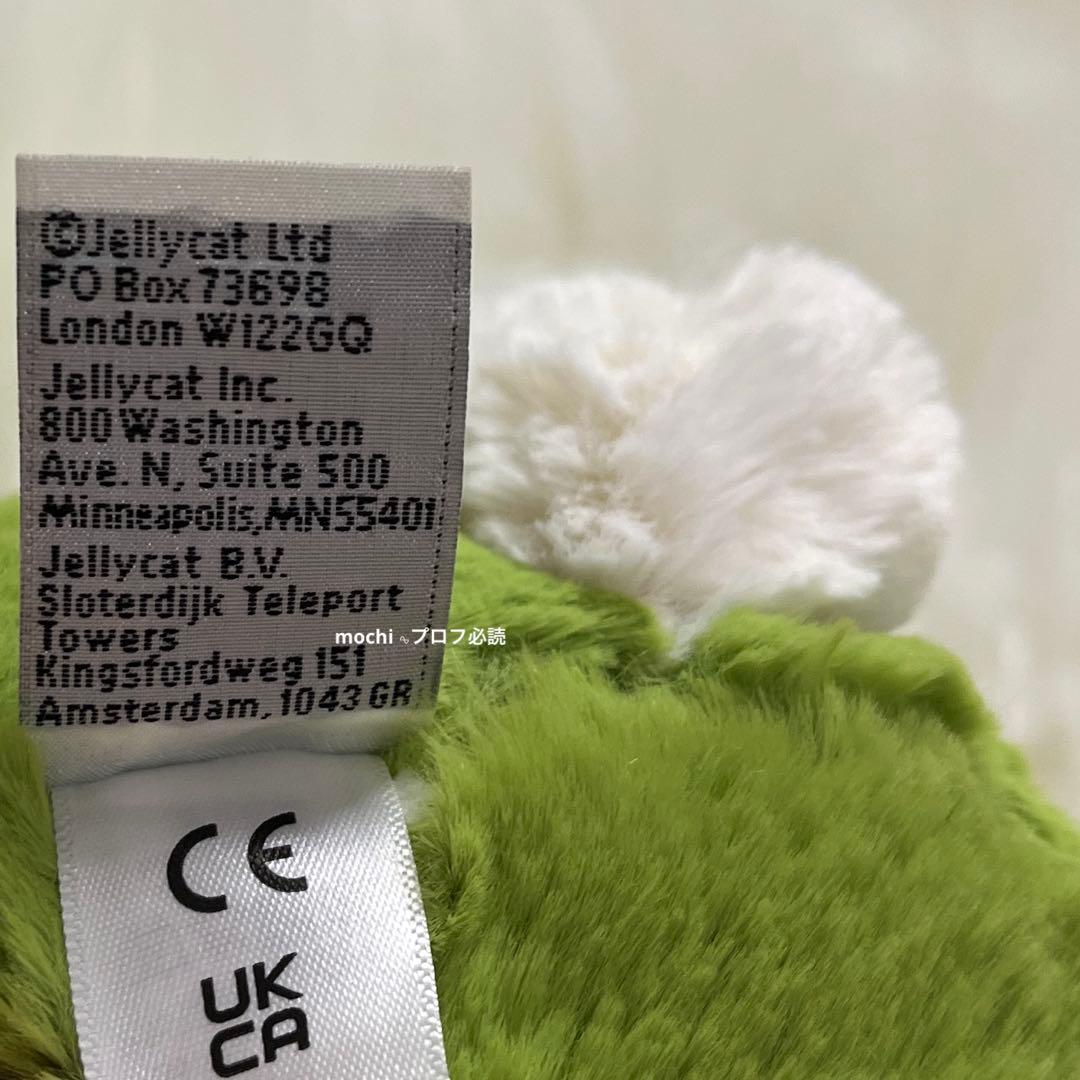 ©Jellycat Ltd
PO Box 73698
London W122GQ
Jellycat Inc.
800 Washington
Ave. N, Suite 500
Minneapolis,MN55401
Jellycat B.V.
Sloterdijk Teleport
Towers
Kingsfordweg 151
Amsterdam, 1043 GR
mochi ᯓプロフ必読
CE
UK
CA